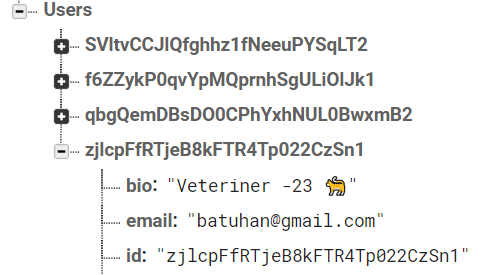 Users
SVltvCCJlQfghhz1fNeeuPYSqLT2
f6ZZykP0qvYpMQprnhSgULiOlJk1
qbgQemDBsDO0CPhYxhNUL0BwxmB2
zjlcpFfRTjeB8kFTR4Tp022CzSn1
bio: "Veteriner -23 🐈"
email: "batuhan@gmail.com"
id: "zjlcpFfRTjeB8kFTR4Tp022CzSn1"